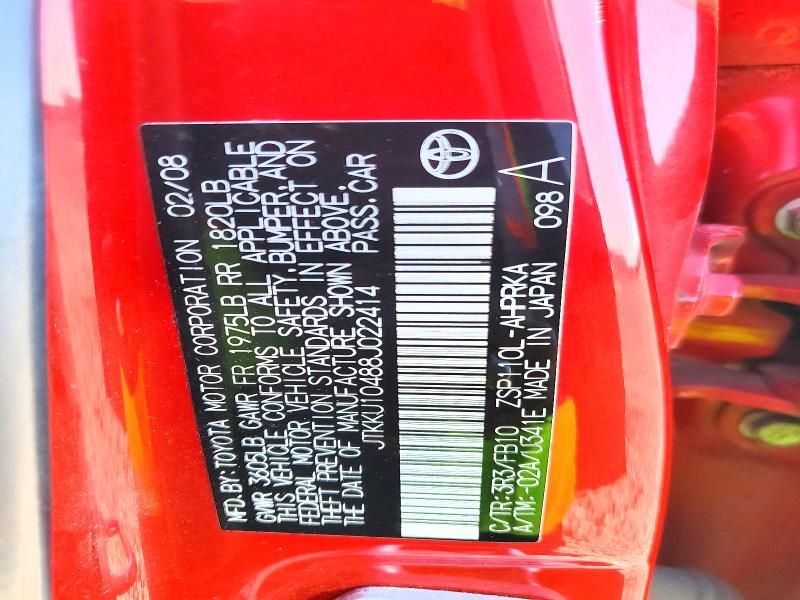 MFD. BY: TOYOTA MOTOR CORPORATION 02/08
GVWR 3605LB GAWR FR 1975LB RR 1820LB
THIS VEHICLE CONFORMS TO ALL APPLICABLE
FEDERAL MOTOR VEHICLE SAFETY, BUMPER, AND
THEFT PREVENTION STANDARDS IN EFFECT ON
THE DATE OF MANUFACTURE SHOWN ABOVE.
JTKKU10488J022414 PASS. CAR
C/TR: 3R3/FB10 ZSP110L-AHPRKA
A/TM: -02A/U341E MADE IN JAPAN 098 A